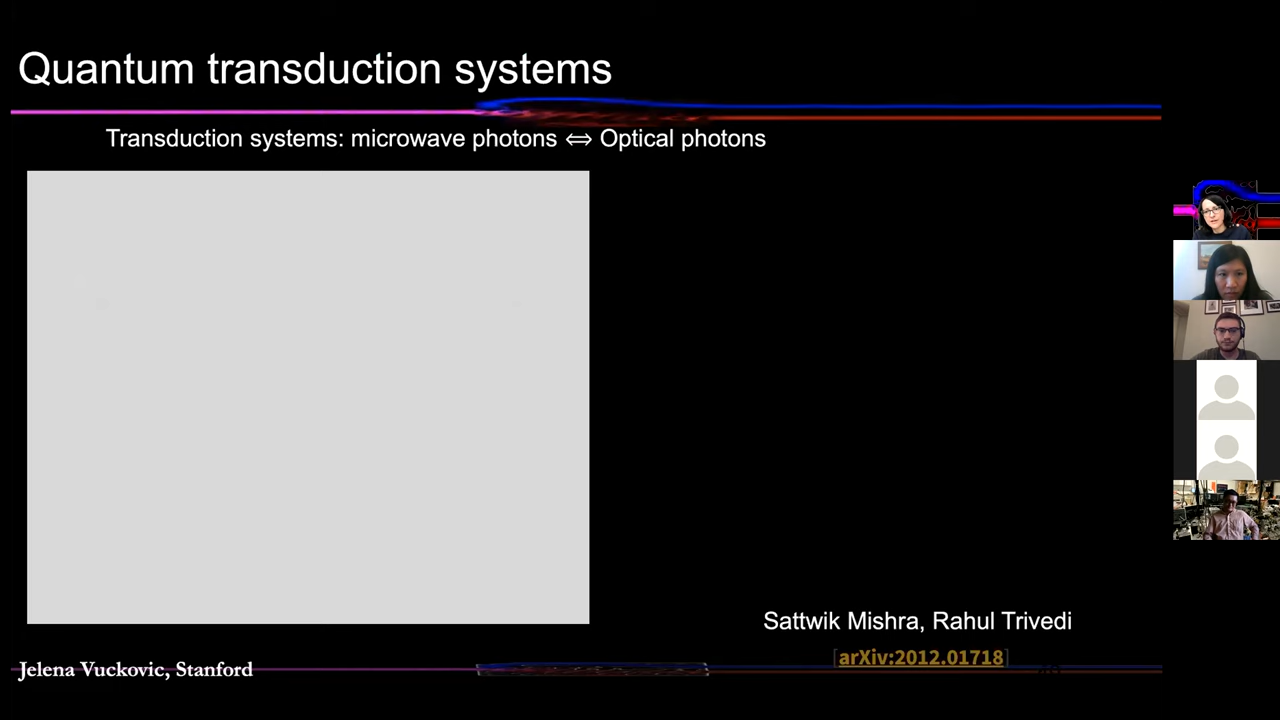 Quantum transduction systems
Transduction systems: microwave photons ⇔ Optical photons
Sattwik Mishra, Rahul Trivedi
[arXiv:2012.01718]
Jelena Vuckovic, Stanford